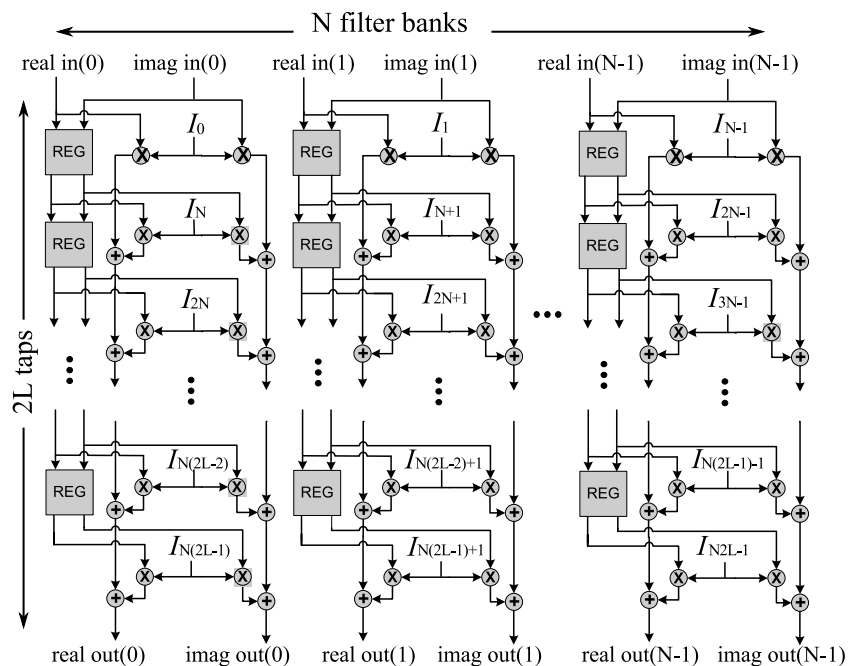 N filter banks
real in(0) imag in(0) real in(1) imag in(1) real in(N-1) imag in(N-1)
I0 I1 IN-1
REG REG REG
X X X X X X
IN IN+1 I2N-1
REG REG REG
X X X X X X
+ + + + + +
I2N I2N+1 I3N-1
X X X X X X
+ + + + + +
2L taps
IN(2L-2) IN(2L-2)+1 IN(2L-1)-1
REG REG REG
X X X X X X
+ + + + + +
IN(2L-1) IN(2L-1)+1 IN2L-1
X X X X X X
+ + + + + +
real out(0) imag out(0) real out(1) imag out(1) real out(N-1) imag out(N-1)